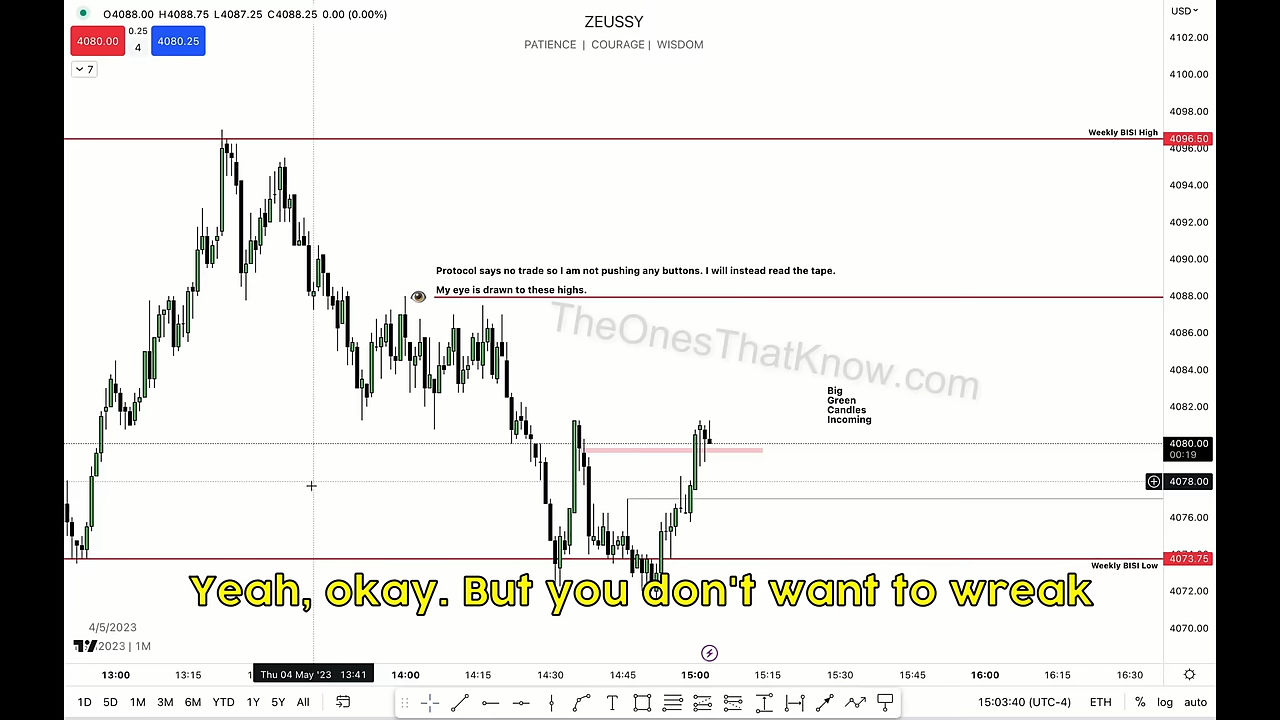 O4088.00 H4088.75 L4087.25 C4088.25 0.00 (0.00%)
ZEUSSY
PATIENCE | COURAGE | WISDOM
USD
4080.00 0.25 4 4080.25
7
4102.00
4100.00
4098.00
Weekly BISI High 4096.50
4096.00
4094.00
4092.00
4090.00
Protocol says no trade so I am not pushing any buttons. I will instead read the tape.
My eye is drawn to these highs.
4088.00
TheOnesThatKnow.com
4086.00
4084.00
Big
Green
Candles
Incoming
4082.00
4080.00
00:19
4078.00
4076.00
4073.75
Weekly BISI Low
Yeah, okay. But you don't want to wreak
4072.00
4070.00
4/5/2023
2023 | 1M
13:00 13:15 Thu 04 May '23 13:41 14:00 14:15 14:30 14:45 15:00 15:15 15:30 15:45 16:00 16:15 16:30
1D 5D 1M 3M 6M YTD 1Y 5Y All 15:03:40 (UTC-4) ETH % log auto